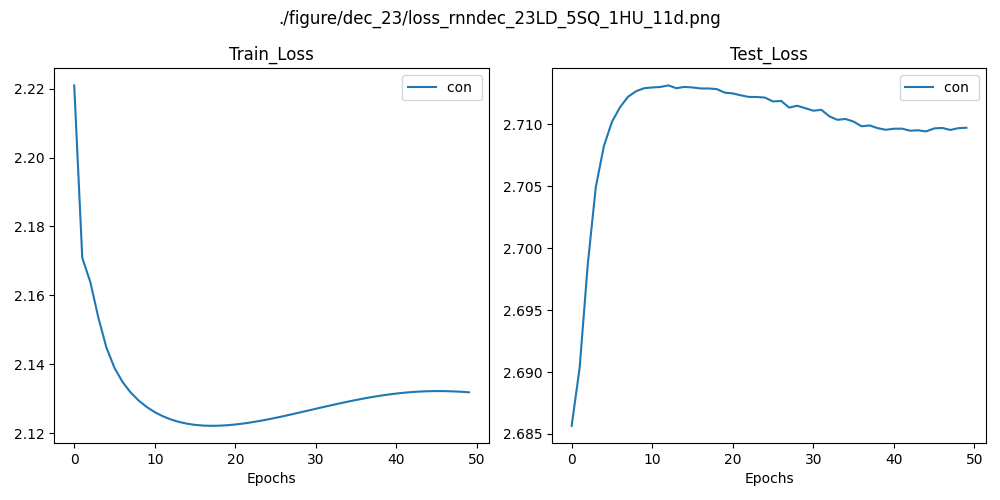 ./figure/dec_23/loss_rnndec_23LD_5SQ_1HU_11d.png
Train_Loss
con
2.22
2.20
2.18
2.16
2.14
2.12
0 10 20 30 40 50
Epochs
Test_Loss
con
2.710
2.705
2.700
2.695
2.690
2.685
0 10 20 30 40 50
Epochs